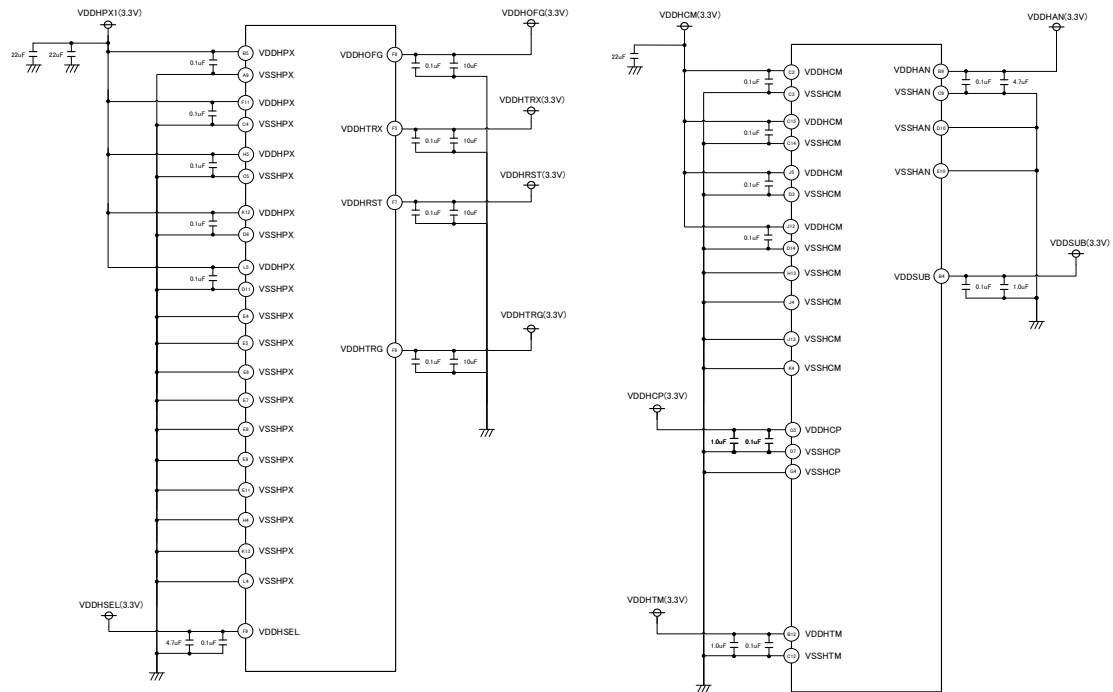 VDDHPX1(3.3V)
22uF
22uF
B5 VDDHPX
0.1uF
A9 VSSHPX
F11 VDDHPX
0.1uF
C4 VSSHPX
H5 VDDHPX
0.1uF
C5 VSSHPX
K12 VDDHPX
0.1uF
D8 VSSHPX
L5 VDDHPX
0.1uF
D11 VSSHPX
E4 VSSHPX
E5 VSSHPX
E6 VSSHPX
E7 VSSHPX
VSSHPX
VSSHPX
E11 VSSHPX
H4 VSSHPX
K13 VSSHPX
L4 VSSHPX
VDDHSEL(3.3V)
F9 VDDHSEL
4.7uF
0.1uF
VDDHOFG(3.3V)
VDDHOFG
0.1uF
10uF
VDDHTRX(3.3V)
VDDHTRX F5
0.1uF
10uF
VDDHRST(3.3V)
VDDHRST F7
0.1uF
10uF
VDDHTRG(3.3V)
VDDHTRG
0.1uF
10uF
VDDHCM(3.3V)
22uF
C2 VDDHCM
0.1uF
C3 VSSHCM
C15 VDDHCM
0.1uF
C14 VSSHCM
J5 VDDHCM
0.1uF
D3 VSSHCM
J12 VDDHCM
0.1uF
D14 VSSHCM
H13 VSSHCM
J4 VSSHCM
J13 VSSHCM
K4 VSSHCM
VDDHCP(3.3V)
G5 VDDHCP
1.0uF
0.1uF
D7 VSSHCP
G4 VSSHCP
VDDHTM(3.3V)
B12 VDDHTM
1.0uF
0.1uF
C12 VSSHTM
VDDHAN(3.3V)
VDDHAN B9
0.1uF
4.7uF
VSSHAN C9
VSSHAN D10
VSSHAN E10
VDDSUB(3.3V)
VDDSUB B4
0.1uF
1.0uF